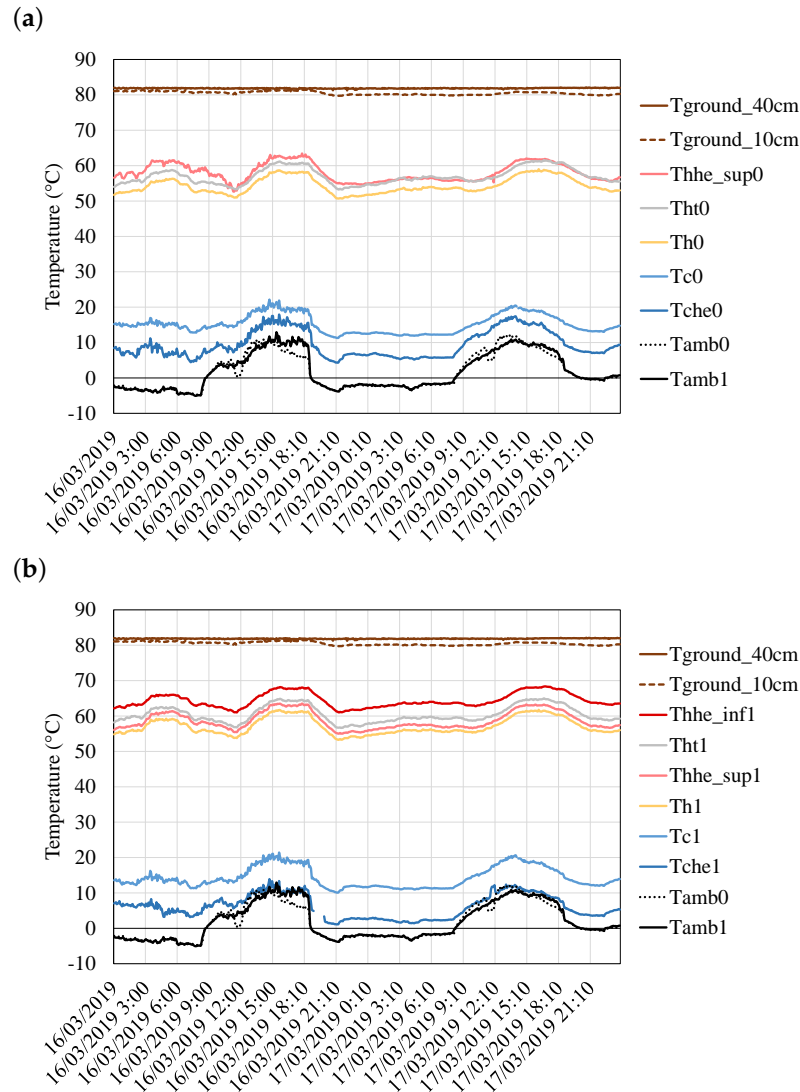 (a)
90
80
70
60
50
40
30
20
10
0
-10
Temperature (°C)
16/03/2019
16/03/2019 3:00
16/03/2019 6:00
16/03/2019 9:00
16/03/2019 12:00
16/03/2019 15:00
16/03/2019 18:10
16/03/2019 21:10
17/03/2019 0:10
17/03/2019 3:10
17/03/2019 6:10
17/03/2019 9:10
17/03/2019 12:10
17/03/2019 15:10
17/03/2019 18:10
17/03/2019 21:10
Tground_40cm
Tground_10cm
Thhe_sup0
Tht0
Th0
Tc0
Tche0
Tamb0
Tamb1
(b)
90
80
70
60
50
40
30
20
10
0
-10
Temperature (°C)
16/03/2019
16/03/2019 3:00
16/03/2019 6:00
16/03/2019 9:00
16/03/2019 12:00
16/03/2019 15:00
16/03/2019 18:10
16/03/2019 21:10
17/03/2019 0:10
17/03/2019 3:10
17/03/2019 6:10
17/03/2019 9:10
17/03/2019 12:10
17/03/2019 15:10
17/03/2019 18:10
17/03/2019 21:10
Tground_40cm
Tground_10cm
Thhe_inf1
Tht1
Thhe_sup1
Th1
Tc1
Tche1
Tamb0
Tamb1